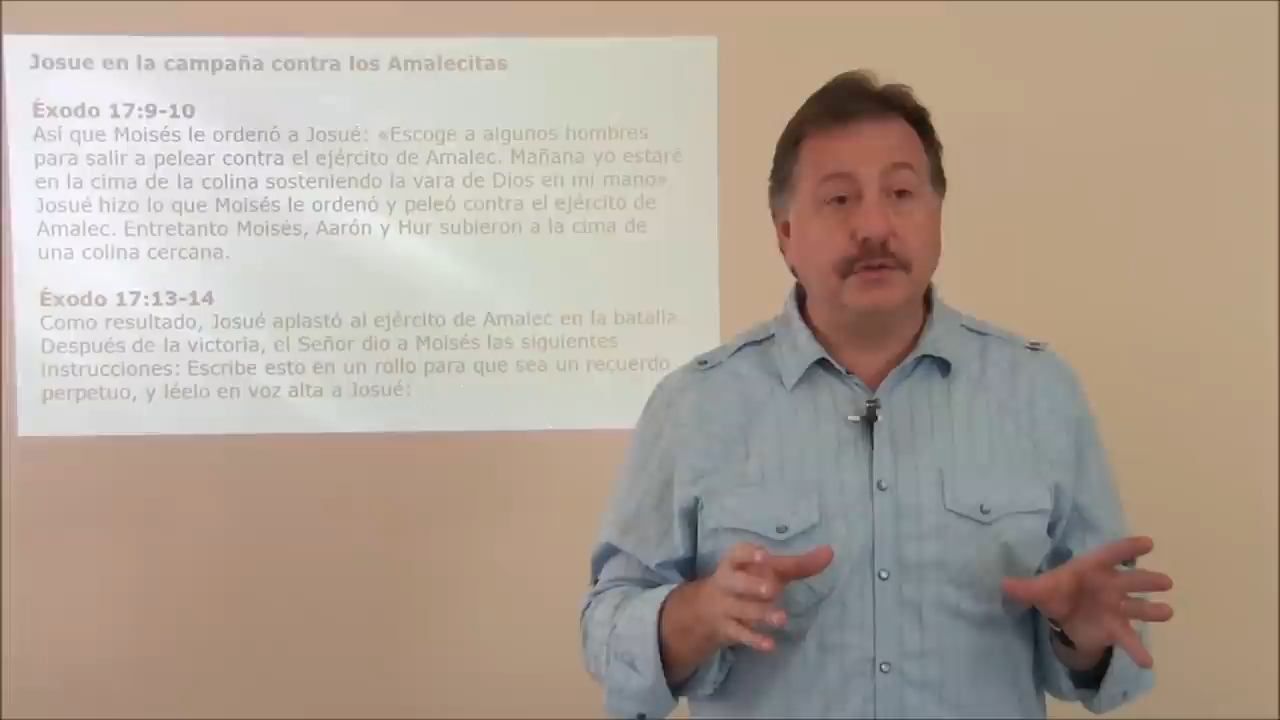 Josue en la campaña contra los Amalecitas
Éxodo 17:9-10
Así que Moisés le ordenó a Josué: «Escoge a algunos hombres
para salir a pelear contra el ejército de Amalec. Mañana yo estaré
en la cima de la colina sosteniendo la vara de Dios en mi mano»
Josué hizo lo que Moisés le ordenó y peleó contra el ejército de
Amalec. Entretanto Moisés, Aarón y Hur subieron a la cima de
una colina cercana.
Éxodo 17:13-14
Como resultado, Josué aplastó al ejército de Amalec en la batalla.
Después de la victoria, el Señor dio a Moisés las siguientes
instrucciones: Escribe esto en un rollo para que sea un recuerdo
perpetuo, y léelo en voz alta a Josué: